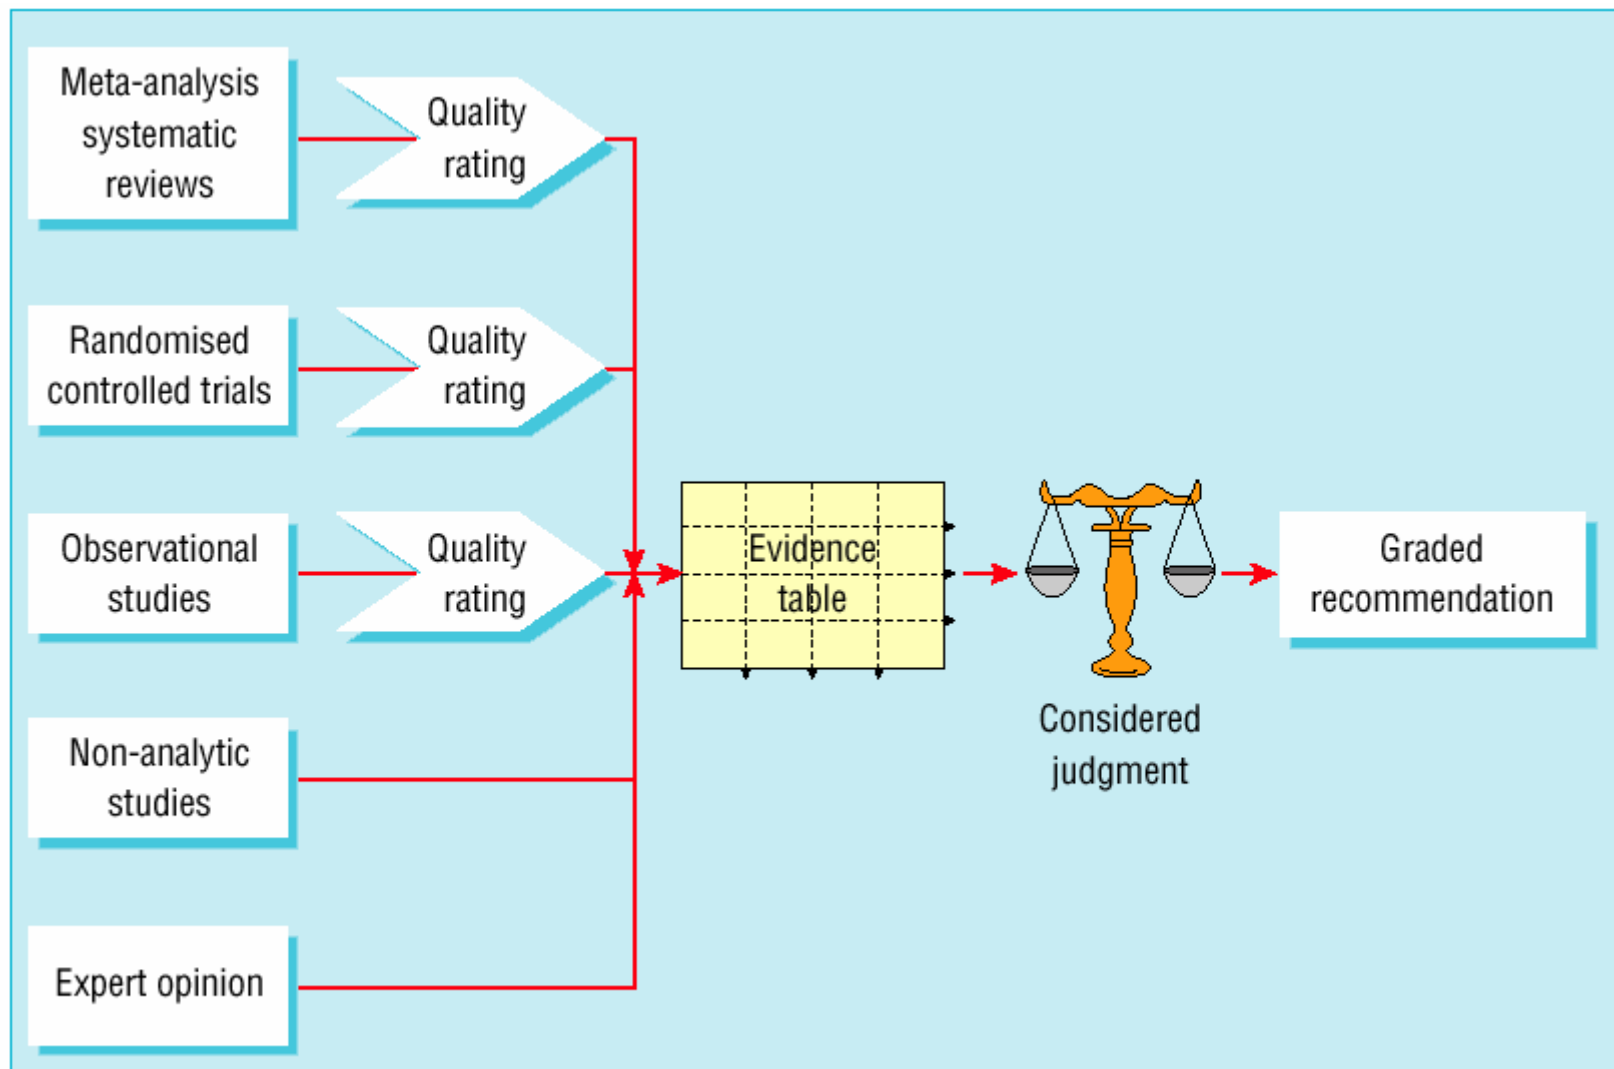 Meta-analysis
systematic
reviews
Quality
rating
Randomised
controlled trials
Quality
rating
Observational
studies
Quality
rating
Non-analytic
studies
Expert opinion
Evidence
table
Considered
judgment
Graded
recommendation